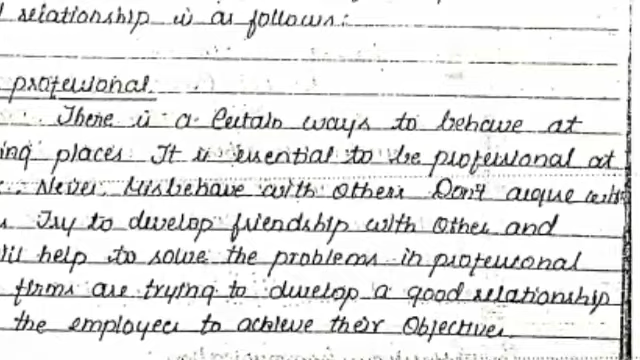 relationship is as follows:
professional
There is a certain ways to behave at
ing places. It is essential to be professional at
Never Misbehave with others Don't argue with
Try to develop friendship with other and
help to solve the problems in professional
firms are trying to develop a good relationship
the employees to achieve their Objective.